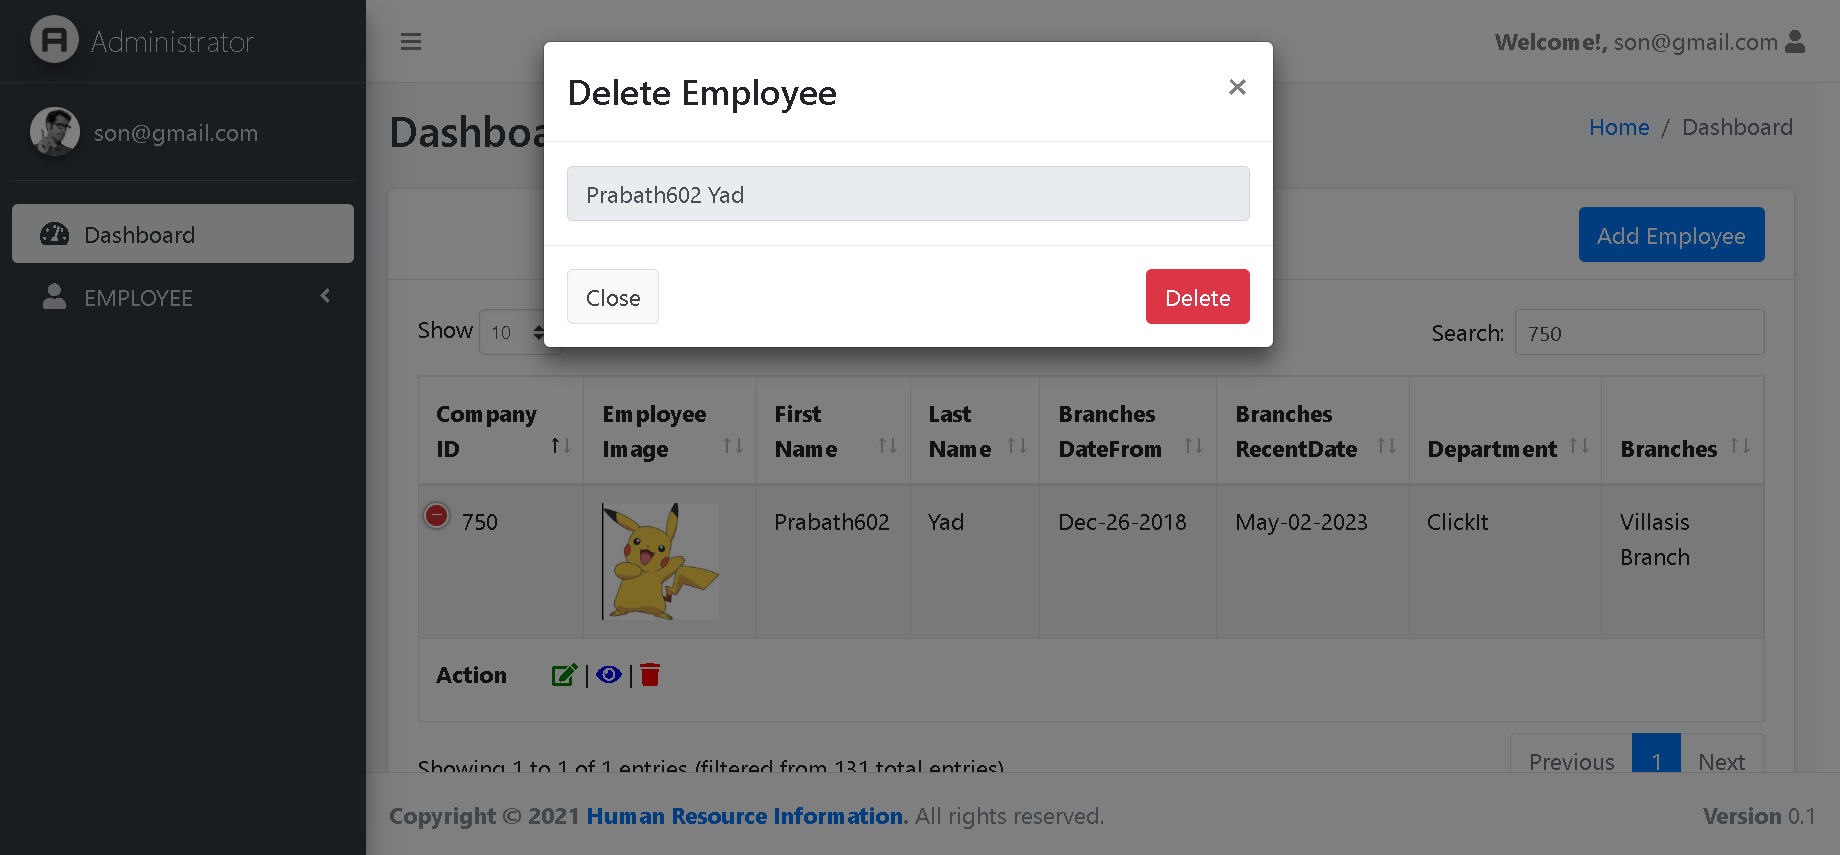 Administrator
Welcome!, son@gmail.com
son@gmail.com
Dashboard
EMPLOYEE
Delete Employee
×
Prabath602 Yad
Close
Delete
Home / Dashboard
Add Employee
Show 10
Search: 750
Company ID
Employee Image
First Name
Last Name
Branches DateFrom
Branches RecentDate
Department
Branches
750
Prabath602
Yad
Dec-26-2018
May-02-2023
ClickIt
Villasis
Branch
Action | |
Showing 1 to 1 of 1 entries (filtered from 131 total entries)
Previous 1 Next
Copyright © 2021 Human Resource Information. All rights reserved.
Version 0.1